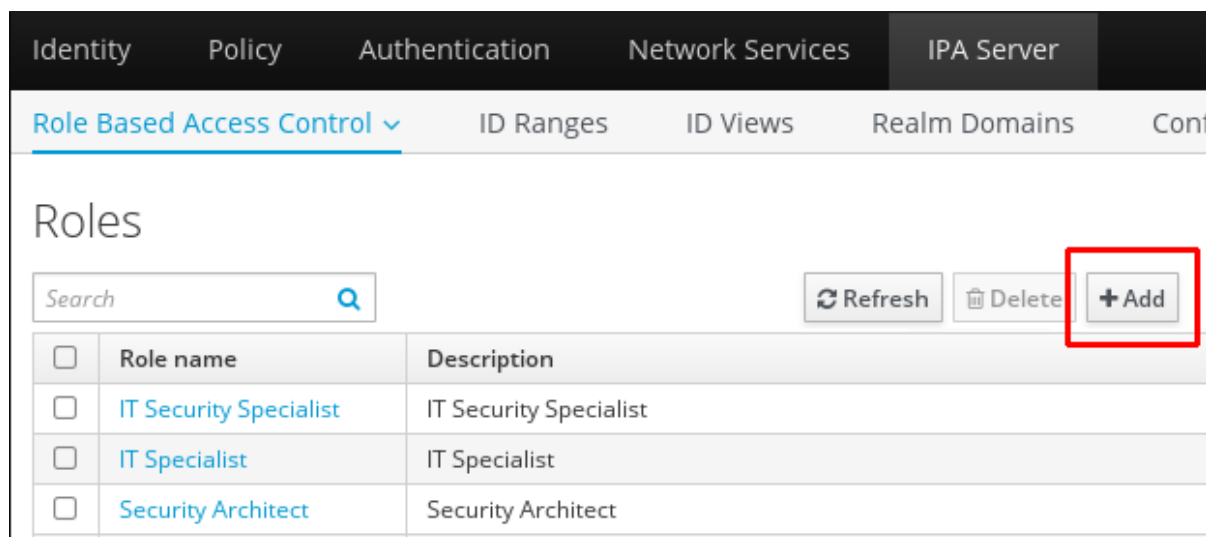 Identity Policy Authentication Network Services IPA Server
Role Based Access Control ID Ranges ID Views Realm Domains
Roles
Search Refresh Delete +Add
Role name Description
IT Security Specialist IT Security Specialist
IT Specialist IT Specialist
Security Architect Security Architect